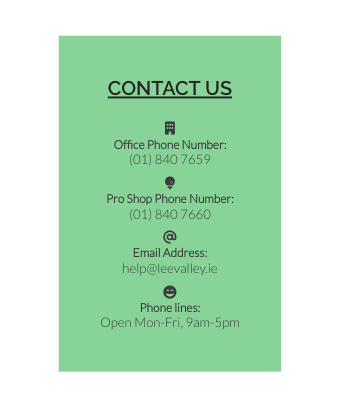 CONTACT US
Office Phone Number:
(01) 840 7659
Pro Shop Phone Number:
(01) 840 7660
Email Address:
help@leevalley.ie
Phone lines:
Open Mon-Fri, 9am-5pm